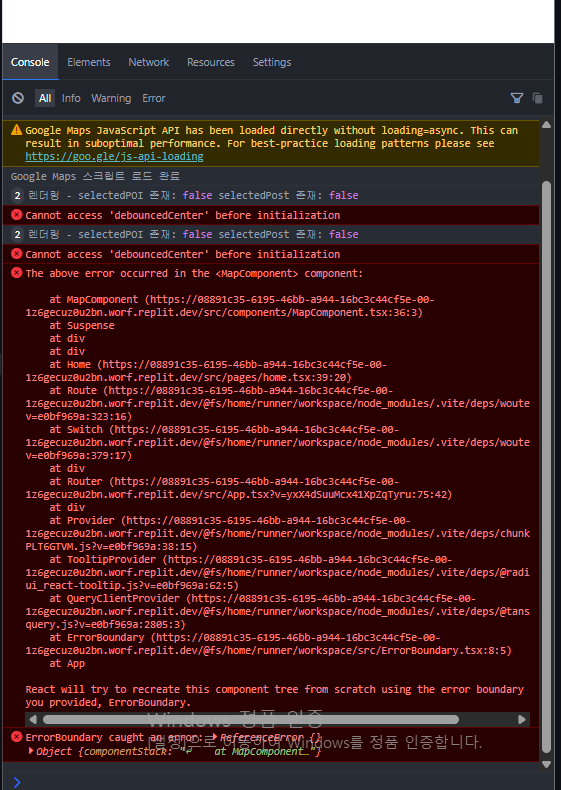 Console Elements Network Resources Settings
All Info Warning Error
Google Maps JavaScript API has been loaded directly without loading=async. This can
result in suboptimal performance. For best-practice loading patterns please see
https://goo.gle/js-api-loading
Google Maps 스크립트 로드 완료
2 렌더링 - selectedPOI 존재: false selectedPost 존재: false
Cannot access 'debouncedCenter' before initialization
2 렌더링 - selectedPOI 존재: false selectedPost 존재: false
Cannot access 'debouncedCenter' before initialization
The above error occurred in the <MapComponent> component:
at MapComponent (https://08891c35-6195-46bb-a944-16bc3c44cf5e-00-
1z6gecuz0u2bn.worf.replit.dev/src/components/MapComponent.tsx:36:3)
at Suspense
at div
at div
at Home (https://08891c35-6195-46bb-a944-16bc3c44cf5e-00-
1z6gecuz0u2bn.worf.replit.dev/src/pages/home.tsx:39:20)
at Route (https://08891c35-6195-46bb-a944-16bc3c44cf5e-00-
1z6gecuz0u2bn.worf.replit.dev/@fs/home/runner/workspace/node_modules/.vite/deps/woute
v=e0bf969a:323:16)
at Switch (https://08891c35-6195-46bb-a944-16bc3c44cf5e-00-
1z6gecuz0u2bn.worf.replit.dev/@fs/home/runner/workspace/node_modules/.vite/deps/woute
v=e0bf969a:379:17)
at div
at Router (https://08891c35-6195-46bb-a944-16bc3c44cf5e-00-
1z6gecuz0u2bn.worf.replit.dev/src/App.tsx?v=yxX4dSuuMcx41XpZqTyru:75:42)
at div
at Provider (https://08891c35-6195-46bb-a944-16bc3c44cf5e-00-
1z6gecuz0u2bn.worf.replit.dev/@fs/home/runner/workspace/node_modules/.vite/deps/chunk
PLT6GTVM.js?v=e0bf969a:38:15)
at TooltipProvider (https://08891c35-6195-46bb-a944-16bc3c44cf5e-00-
1z6gecuz0u2bn.worf.replit.dev/@fs/home/runner/workspace/node_modules/.vite/deps/@radi
ui_react-tooltip.js?v=e0bf969a:62:5)
at QueryClientProvider (https://08891c35-6195-46bb-a944-16bc3c44cf5e-00-
1z6gecuz0u2bn.worf.replit.dev/@fs/home/runner/workspace/node_modules/.vite/deps/@tans
query.js?v=e0bf969a:2805:3)
at ErrorBoundary (https://08891c35-6195-46bb-a944-16bc3c44cf5e-00-
1z6gecuz0u2bn.worf.replit.dev/@fs/home/runner/workspace/src/ErrorBoundary.tsx:8:5)
at App
React will try to recreate this component tree from scratch using the error boundary
you provided, ErrorBoundary.
Windows 정품 인증
ErrorBoundary caught an error: ▶ReferenceError {}
[설정]으로 이동하여 Windows를 정품 인증합니다.
▶Object {componentStack: "↵ at MapComponent…"}